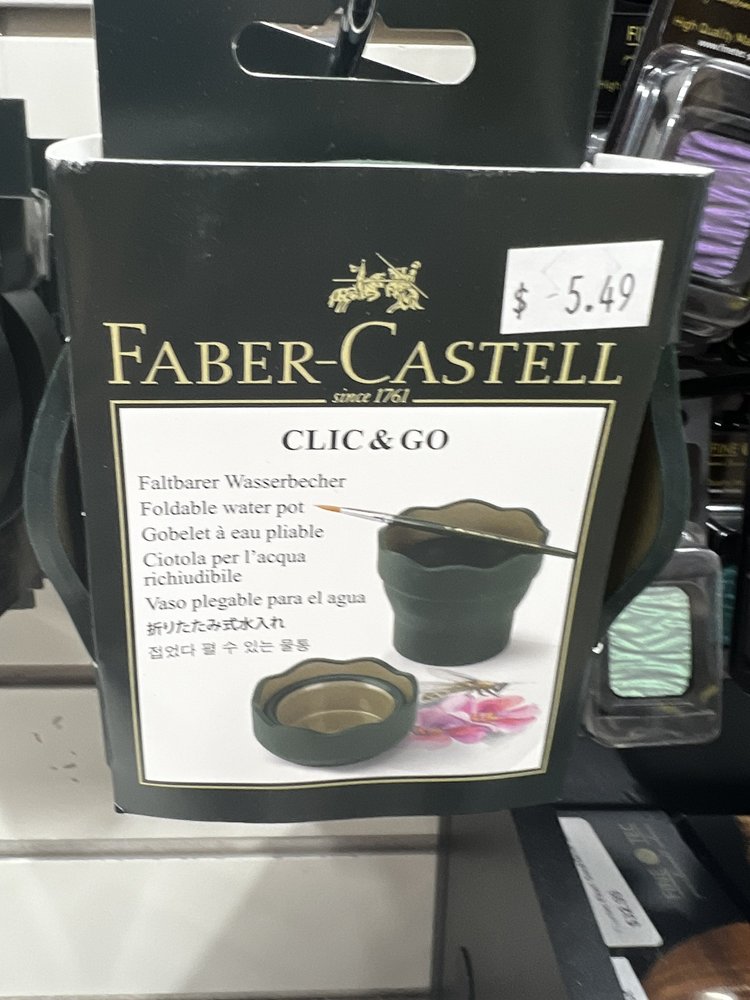 $ -5.49
FABER-CASTELL
since 1761
CLIC & GO
Faltbarer Wasserbecher
Foldable water pot
Gobelet à eau pliable
Ciotola per l'acqua
richiudibile
Vaso plegable para el agua
折りたたみ式水入れ
접었다 펼 수 있는 물통
High Quality